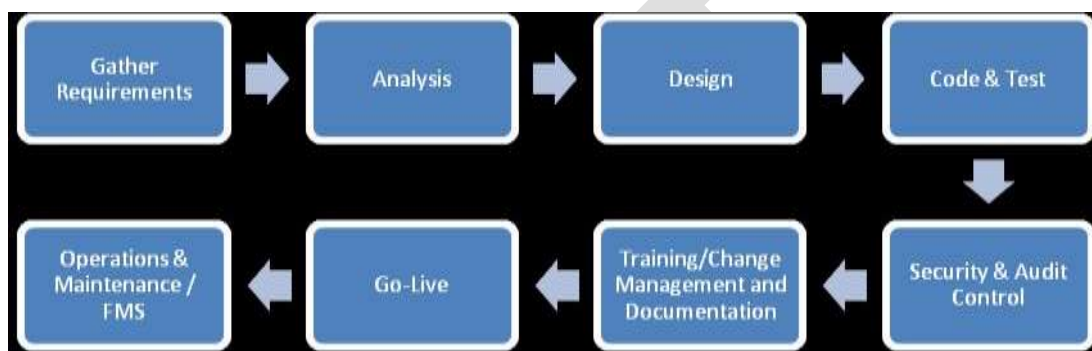 Gather
Requirements
Analysis
Design
Code & Test
Security & Audit
Control
Training/Change
Management and
Documentation
Go-Live
Operations &
Maintenance /
FMS